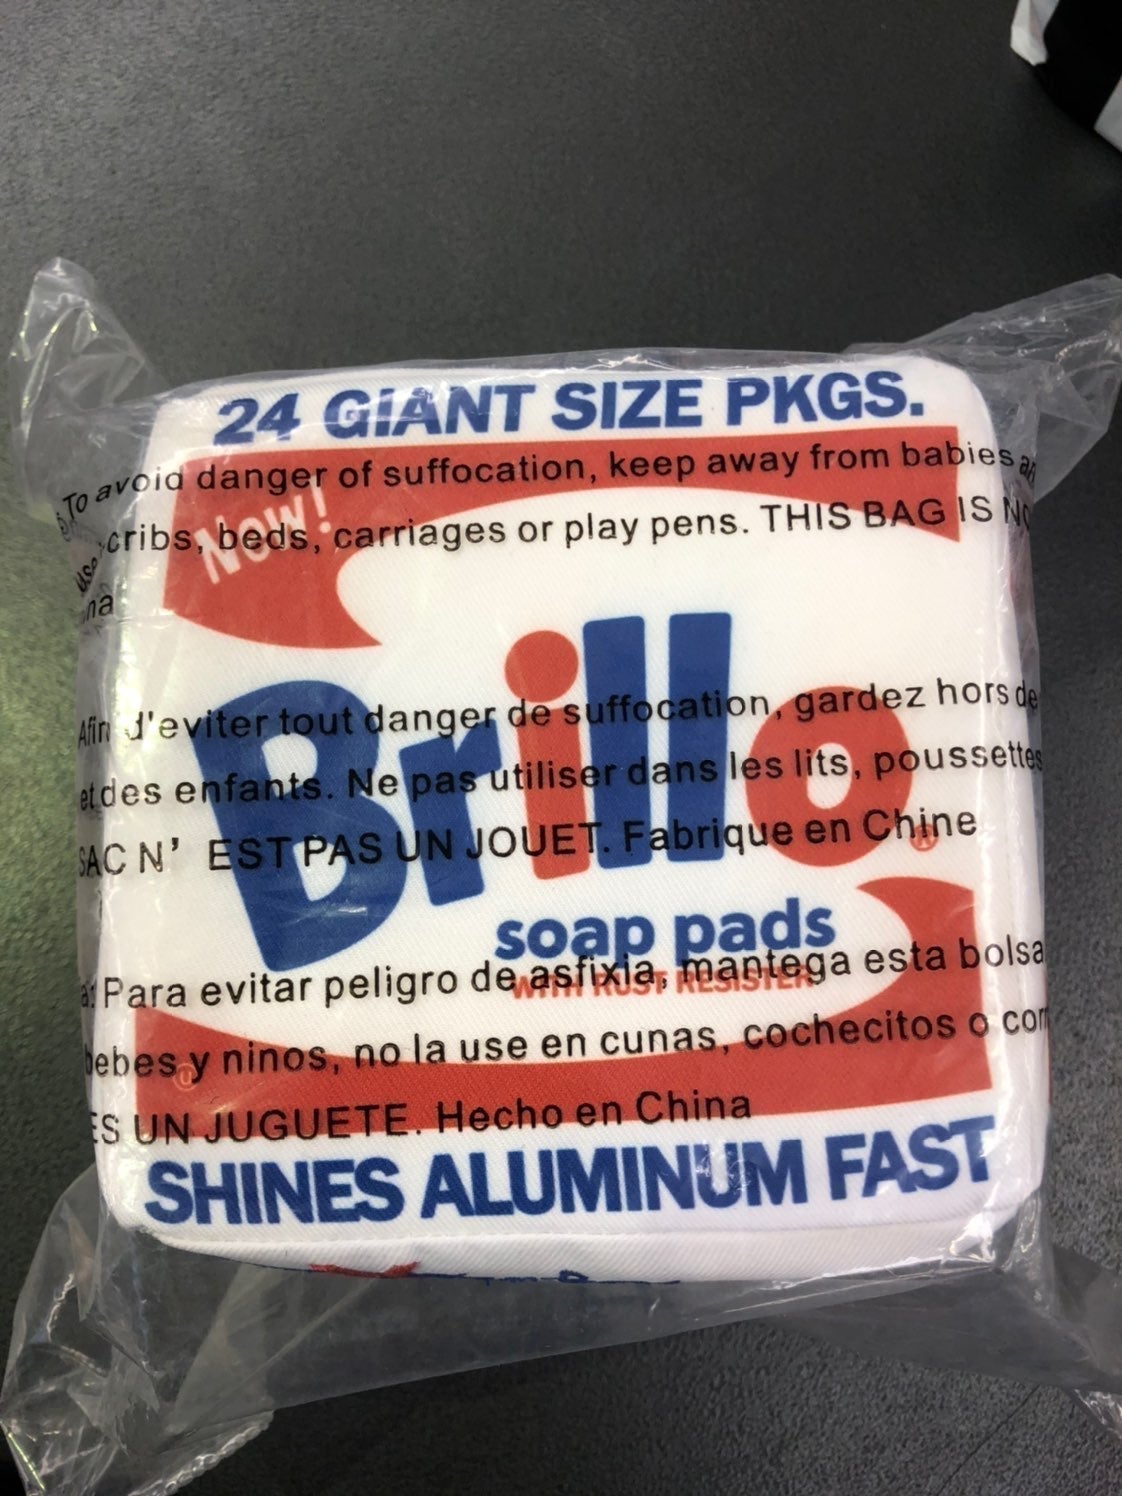 24 GIANT SIZE PKGS.
To avoid danger of suffocation, keep away from babies
Now!
cribs, beds, carriages or play pens. THIS BAG IS
Brillo®
Afin d'eviter tout danger de suffocation, gardez hors de
et des enfants. Ne pas utiliser dans les lits, poussettes
SAC N' EST PAS UN JOUET. Fabrique en Chine
soap pads
WITH RUST RESISTER
Para evitar peligro de asfixia, mantega esta bolsa
bebes y ninos, no la use en cunas, cochecitos o
ES UN JUGUETE. Hecho en China
SHINES ALUMINUM FAST